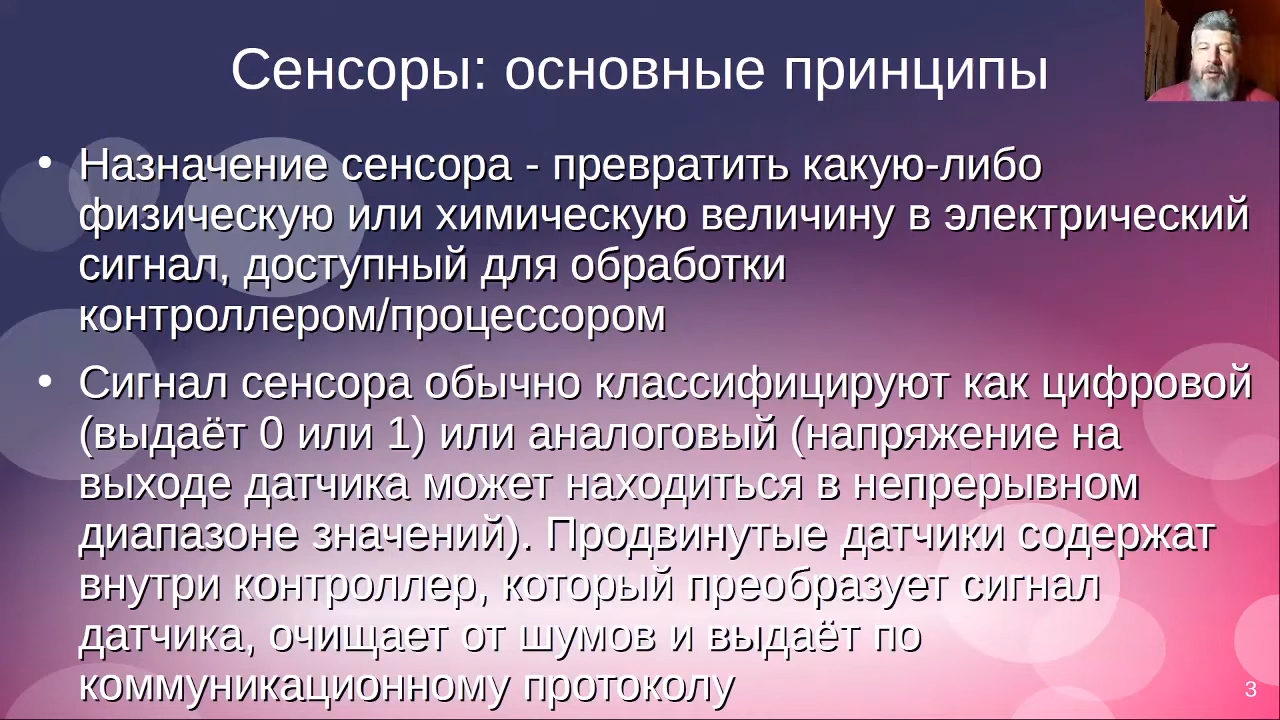 Сенсоры: основные принципы
• Назначение сенсора - превратить какую-либо
физическую или химическую величину в электрический
сигнал, доступный для обработки
контроллером/процессором
• Сигнал сенсора обычно классифицируют как цифровой
(выдаёт 0 или 1) или аналоговый (напряжение на
выходе датчика может находиться в непрерывном
диапазоне значений). Продвинутые датчики содержат
внутри контроллер, который преобразует сигнал
датчика, очищает от шумов и выдаёт по
коммуникационному протоколу
3